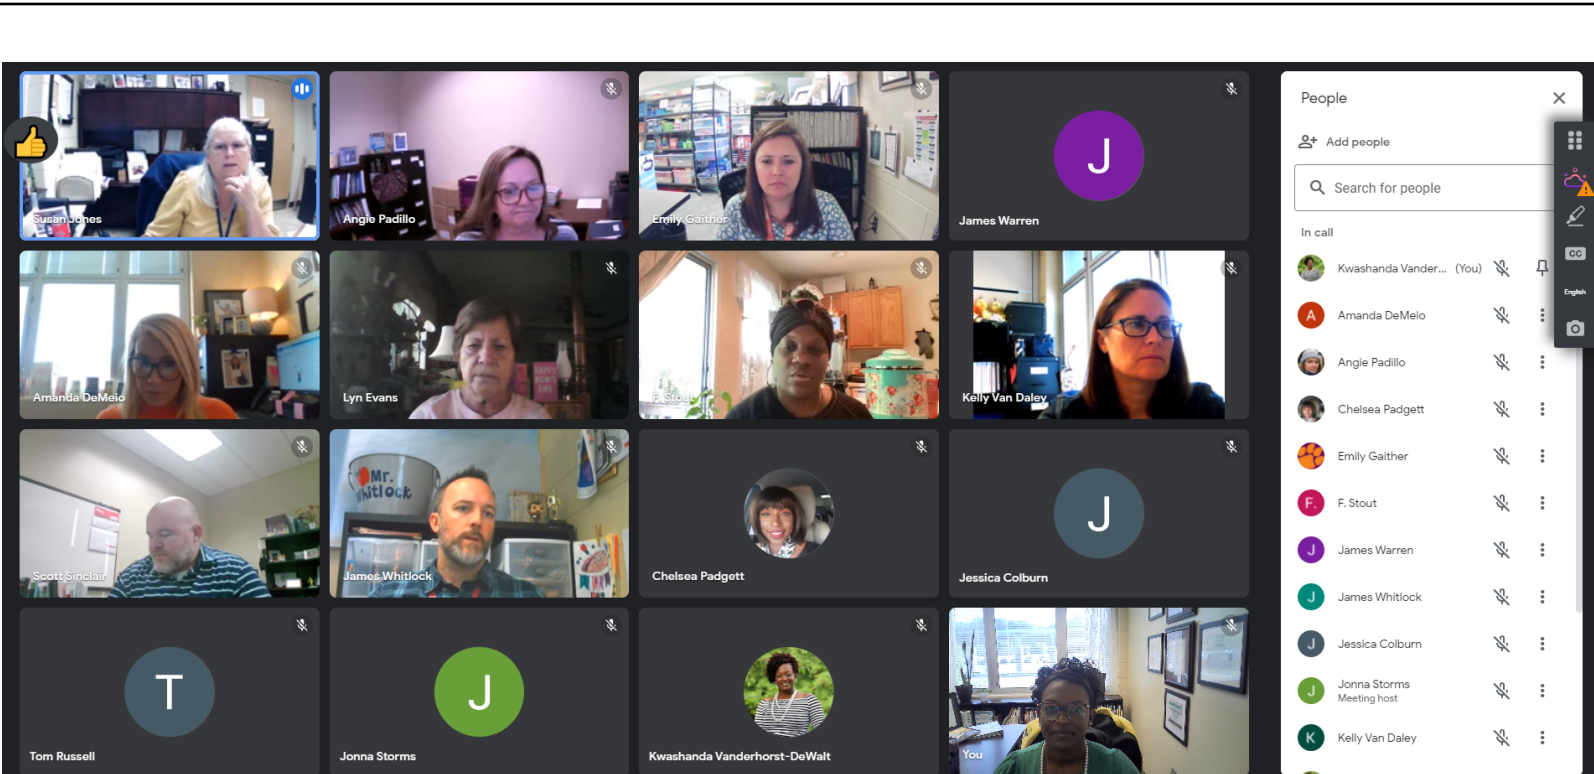 Susan Jones
Angie Padillo
Emily Gaither
J
James Warren
Amanda DeMeio
Lyn Evans
F. Stout
Kelly Van Daley
Scott Sinclair
Mr.
Whitlock
James Whitlock
Chelsea Padgett
J
Jessica Colburn
T
Tom Russell
J
Jonna Storms
Kwashanda Vanderhorst-DeWalt
You
People
Add people
Search for people
In call
Kwashanda Vander... (You)
A Amanda DeMeio
Angie Padillo
Chelsea Padgett
Emily Gaither
F. F. Stout
J James Warren
J James Whitlock
J Jessica Colburn
J Jonna Storms
Meeting host
K Kelly Van Daley
CC
English